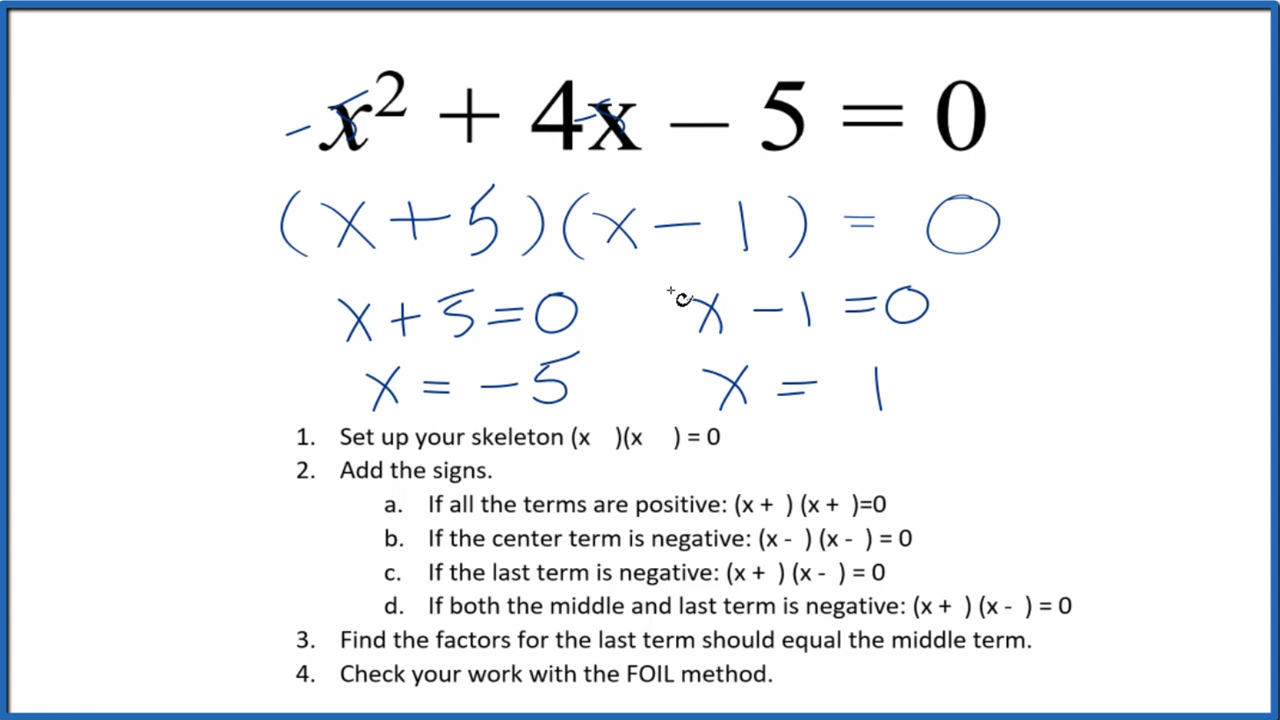 x² + 4x – 5 = 0
(x + 5)(x – 1) = 0
x + 5 = 0 x – 1 = 0
x = –5 x = 1
1. Set up your skeleton (x )(x ) = 0
2. Add the signs.
a. If all the terms are positive: (x + ) (x + )=0
b. If the center term is negative: (x - ) (x - ) = 0
c. If the last term is negative: (x + ) (x - ) = 0
d. If both the middle and last term is negative: (x + ) (x - ) = 0
3. Find the factors for the last term should equal the middle term.
4. Check your work with the FOIL method.